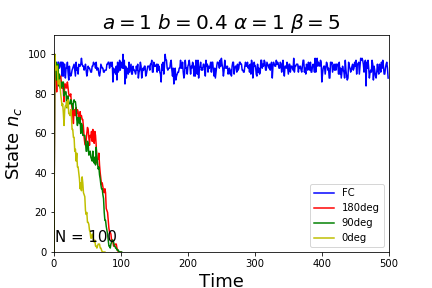 a = 1 b = 0.4 α = 1 β = 5
State n_c
100
80
60
40
20
0
N = 100
FC
180deg
90deg
0deg
0 100 200 300 400 500
Time